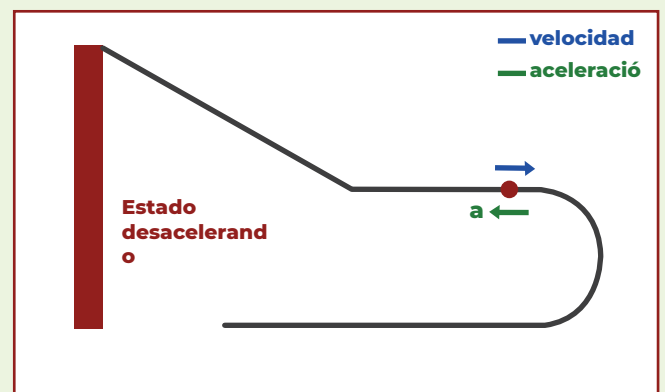 velocidad
aceleració
a
Estado
desacelerand
o